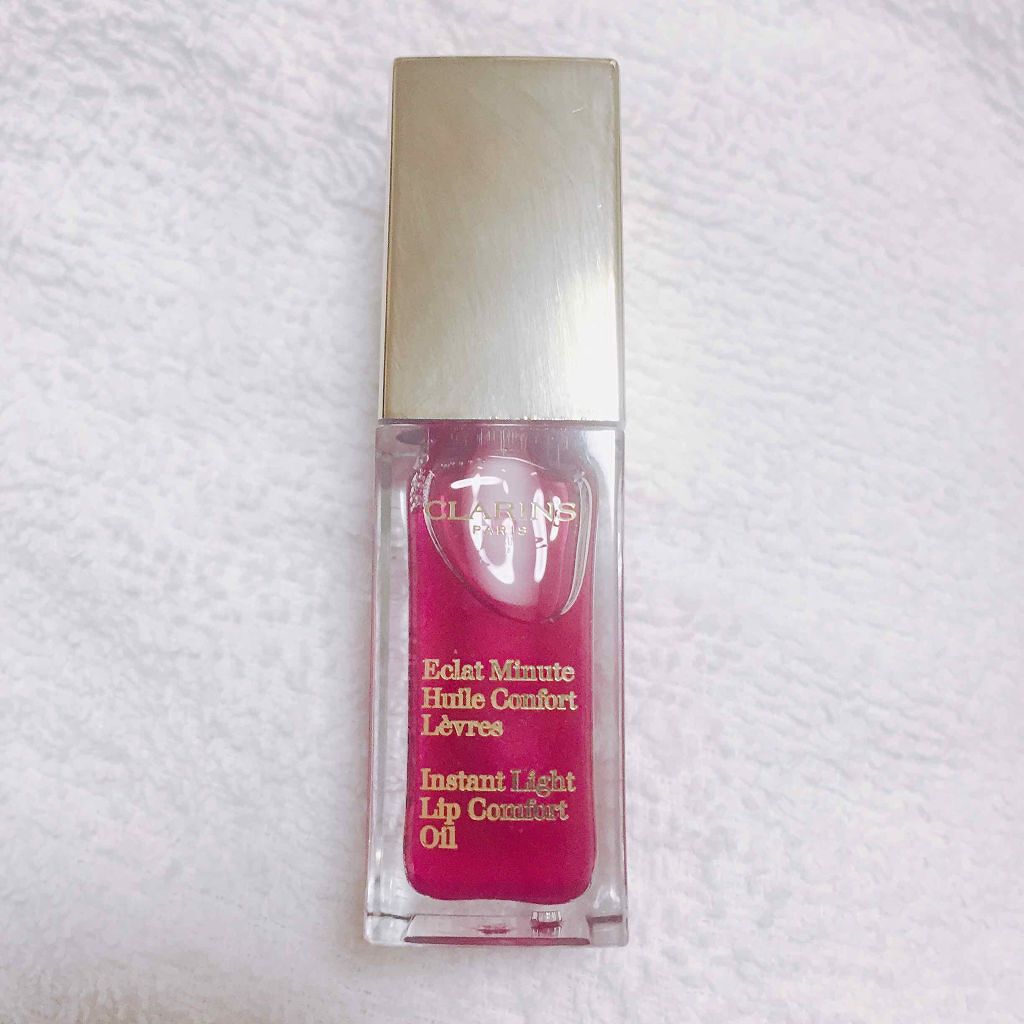 CLARINS
PARIS
Eclat Minute
Huile Confort
Lèvres
Instant Light
Lip Comfort
Oil